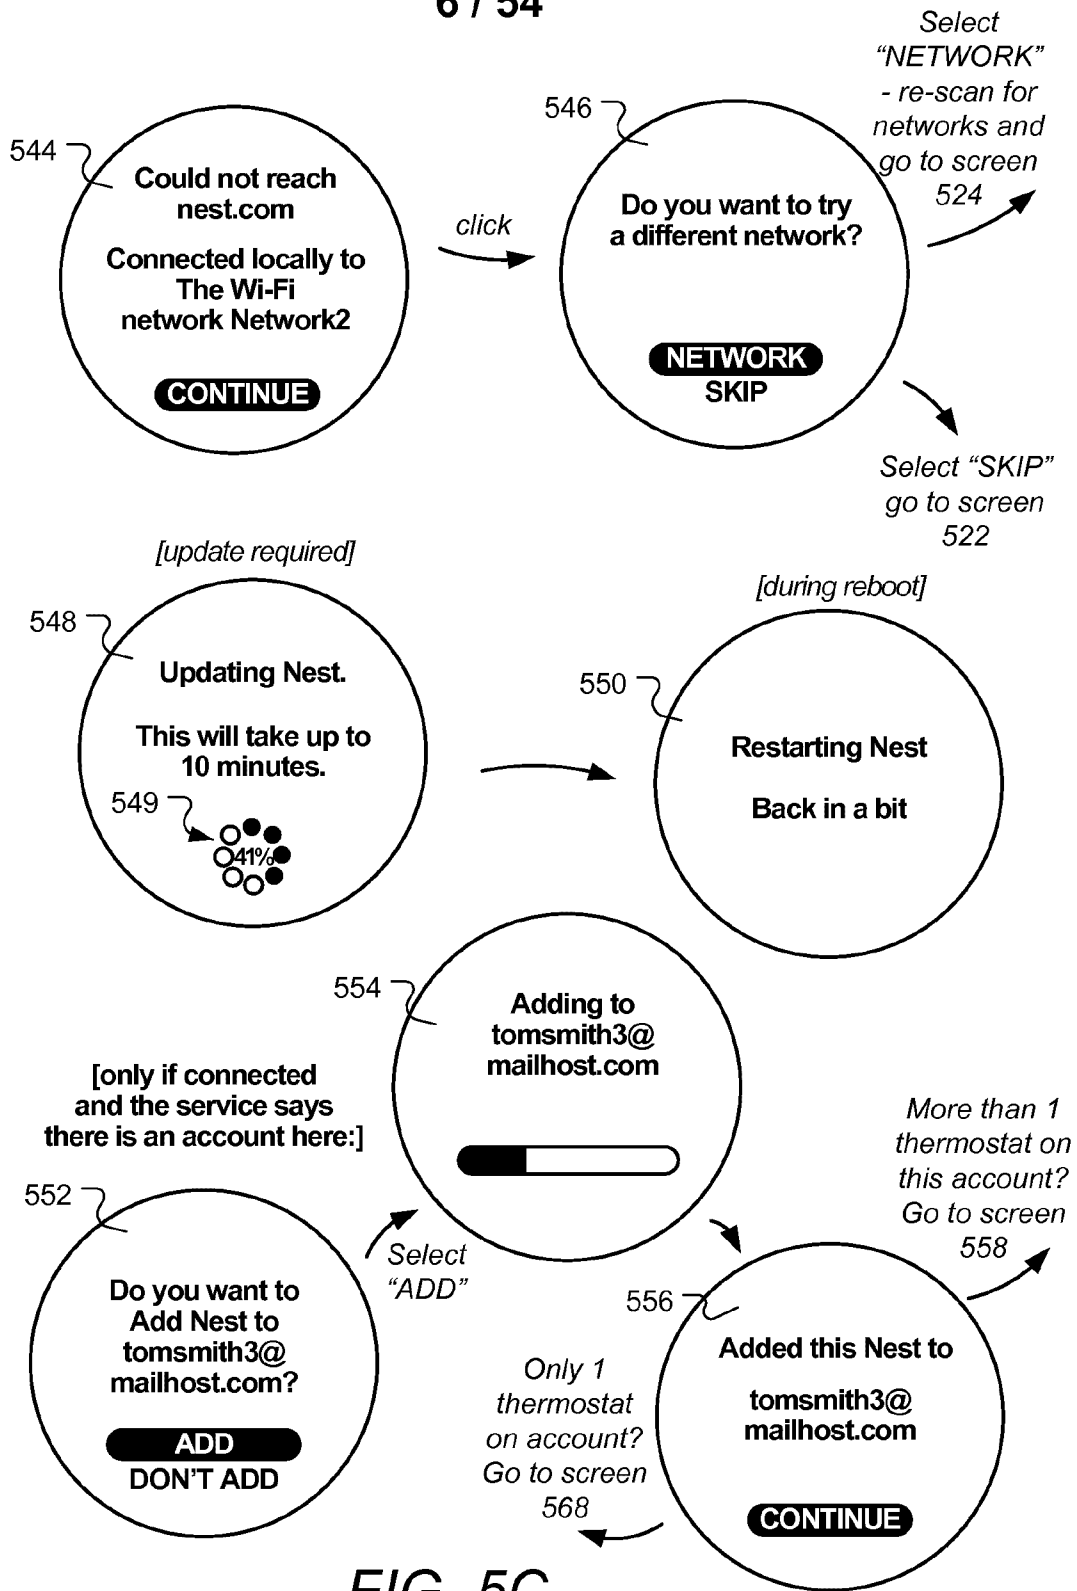 6 / 54
Select
“NETWORK”
- re-scan for
networks and
go to screen
524
546
544
Could not reach
nest.com
Connected locally to
The Wi-Fi
network Network2
CONTINUE
click
Do you want to try
a different network?
NETWORK
SKIP
Select “SKIP”
go to screen
522
[update required]
548
Updating Nest.
This will take up to
10 minutes.
549
41%
[during reboot]
550
Restarting Nest
Back in a bit
554
Adding to
tomsmith3@
mailhost.com
[only if connected
and the service says
there is an account here:]
552
Do you want to
Add Nest to
tomsmith3@
mailhost.com?
ADD
DON'T ADD
Select
“ADD”
More than 1
thermostat on
this account?
Go to screen
558
556
Added this Nest to
tomsmith3@
mailhost.com
CONTINUE
Only 1
thermostat
on account?
Go to screen
568
FIG. 5C